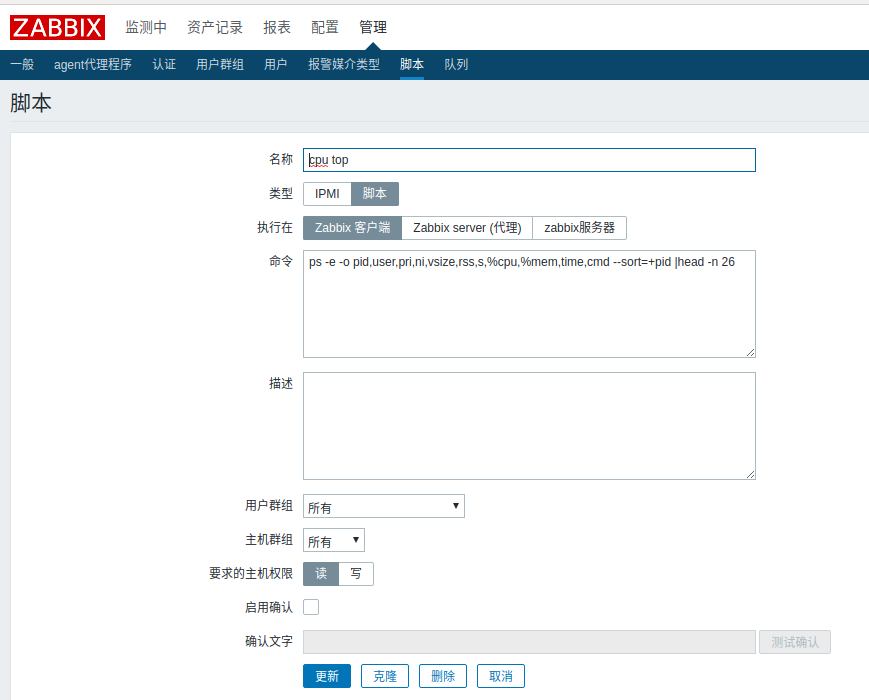 ZABBIX 监测中 资产记录 报表 配置 管理
一般 agent代理程序 认证 用户群组 用户 报警媒介类型 脚本 队列
脚本
名称 cpu top
类型 IPMI 脚本
执行在 Zabbix 客户端 Zabbix server (代理) zabbix服务器
命令 ps -e -o pid,user,pri,ni,vsize,rss,s,%cpu,%mem,time,cmd --sort=+pid |head -n 26
描述
用户群组 所有
主机群组 所有
要求的主机权限 读 写
启用确认
确认文字 测试确认
更新 克隆 删除 取消